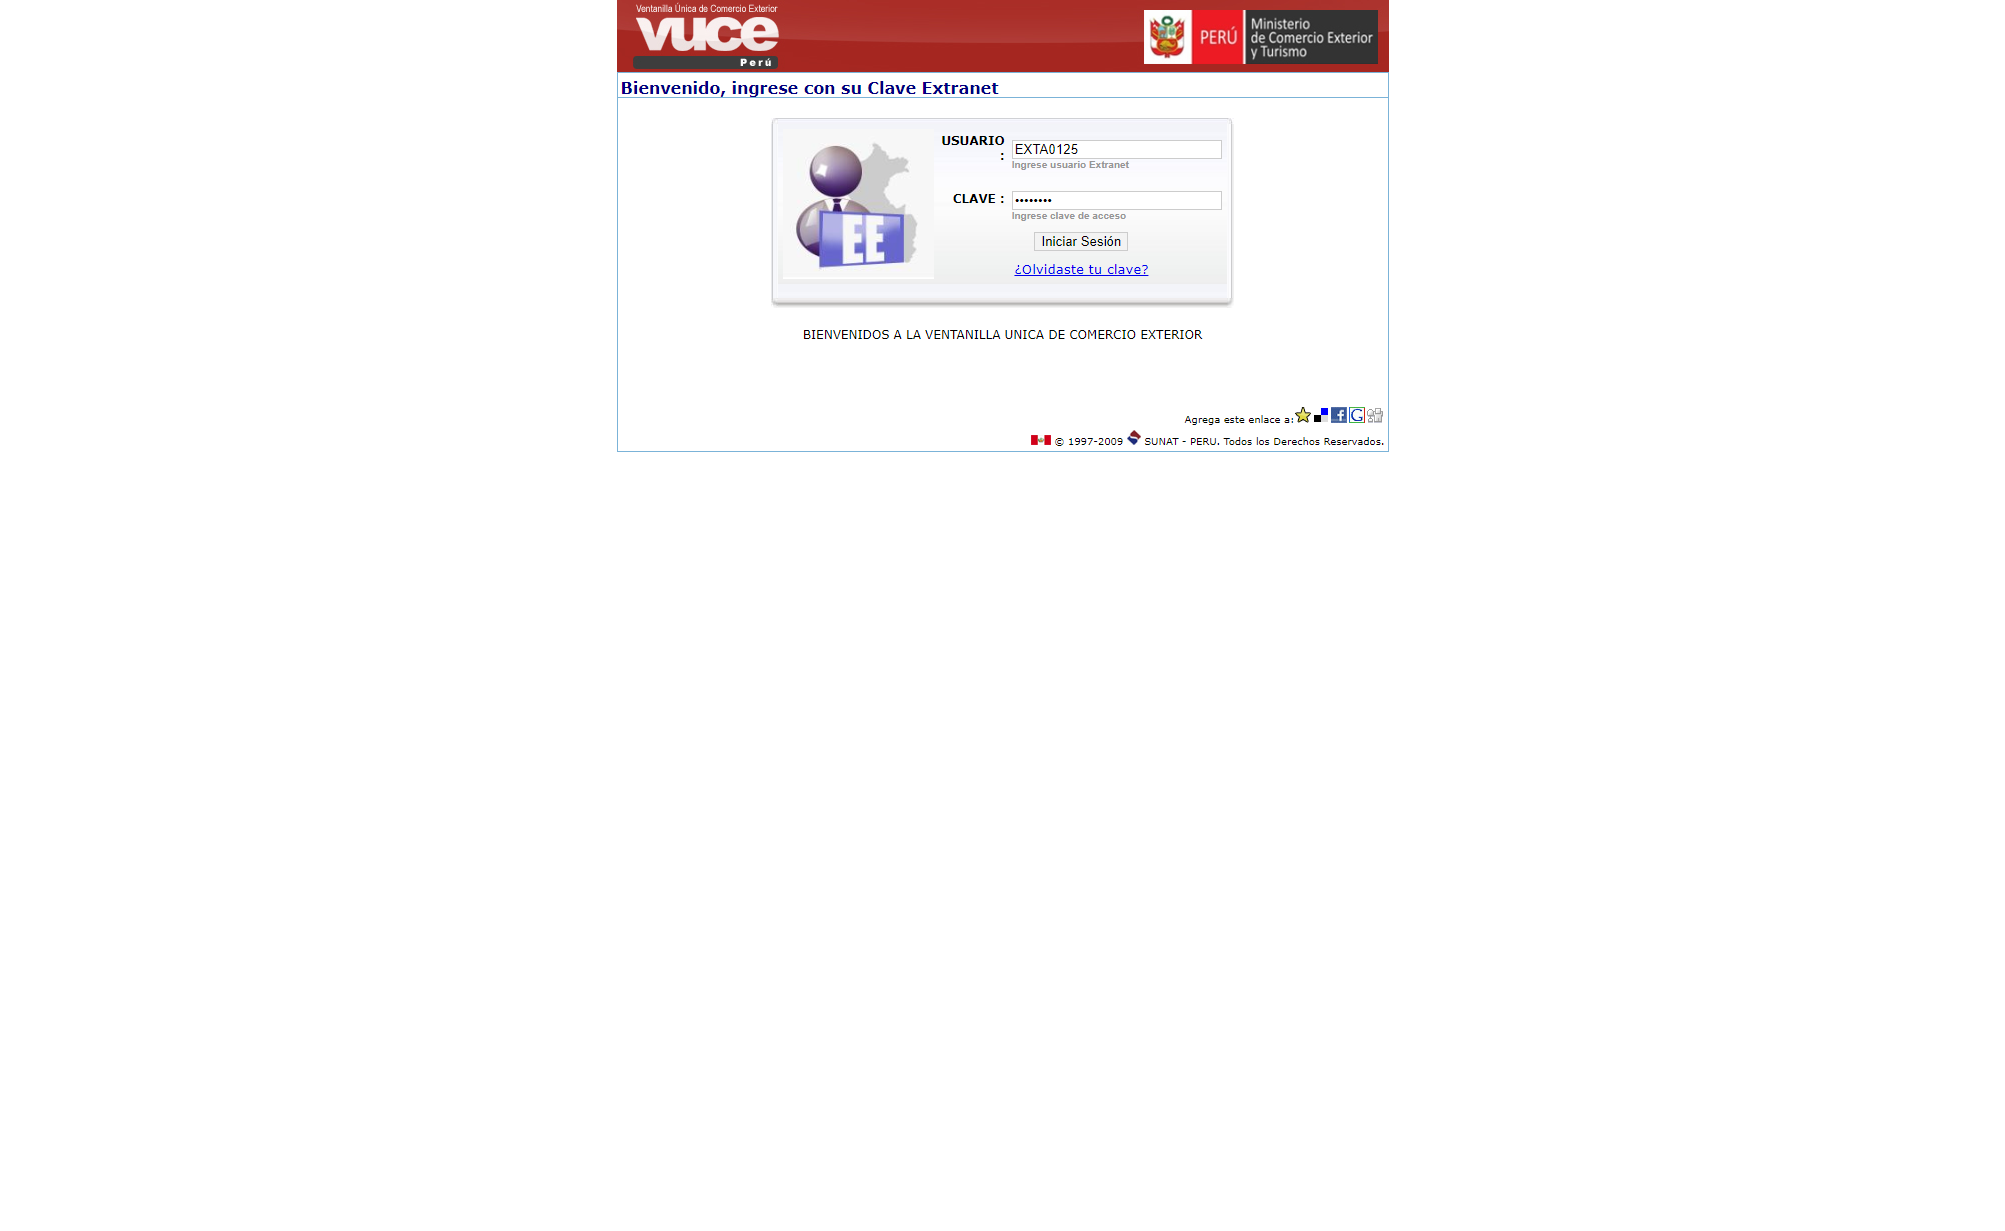 Ventanilla Única de Comercio Exterior
vuce
Perú
PERÚ
Ministerio
de Comercio Exterior
y Turismo
Bienvenido, ingrese con su Clave Extranet
USUARIO
:
EXTA0125
Ingrese usuario Extranet
CLAVE :
••••••••
Ingrese clave de acceso
EE
Iniciar Sesión
¿Olvidaste tu clave?
BIENVENIDOS A LA VENTANILLA UNICA DE COMERCIO EXTERIOR
Agrega este enlace a:
© 1997-2009 SUNAT - PERU. Todos los Derechos Reservados.